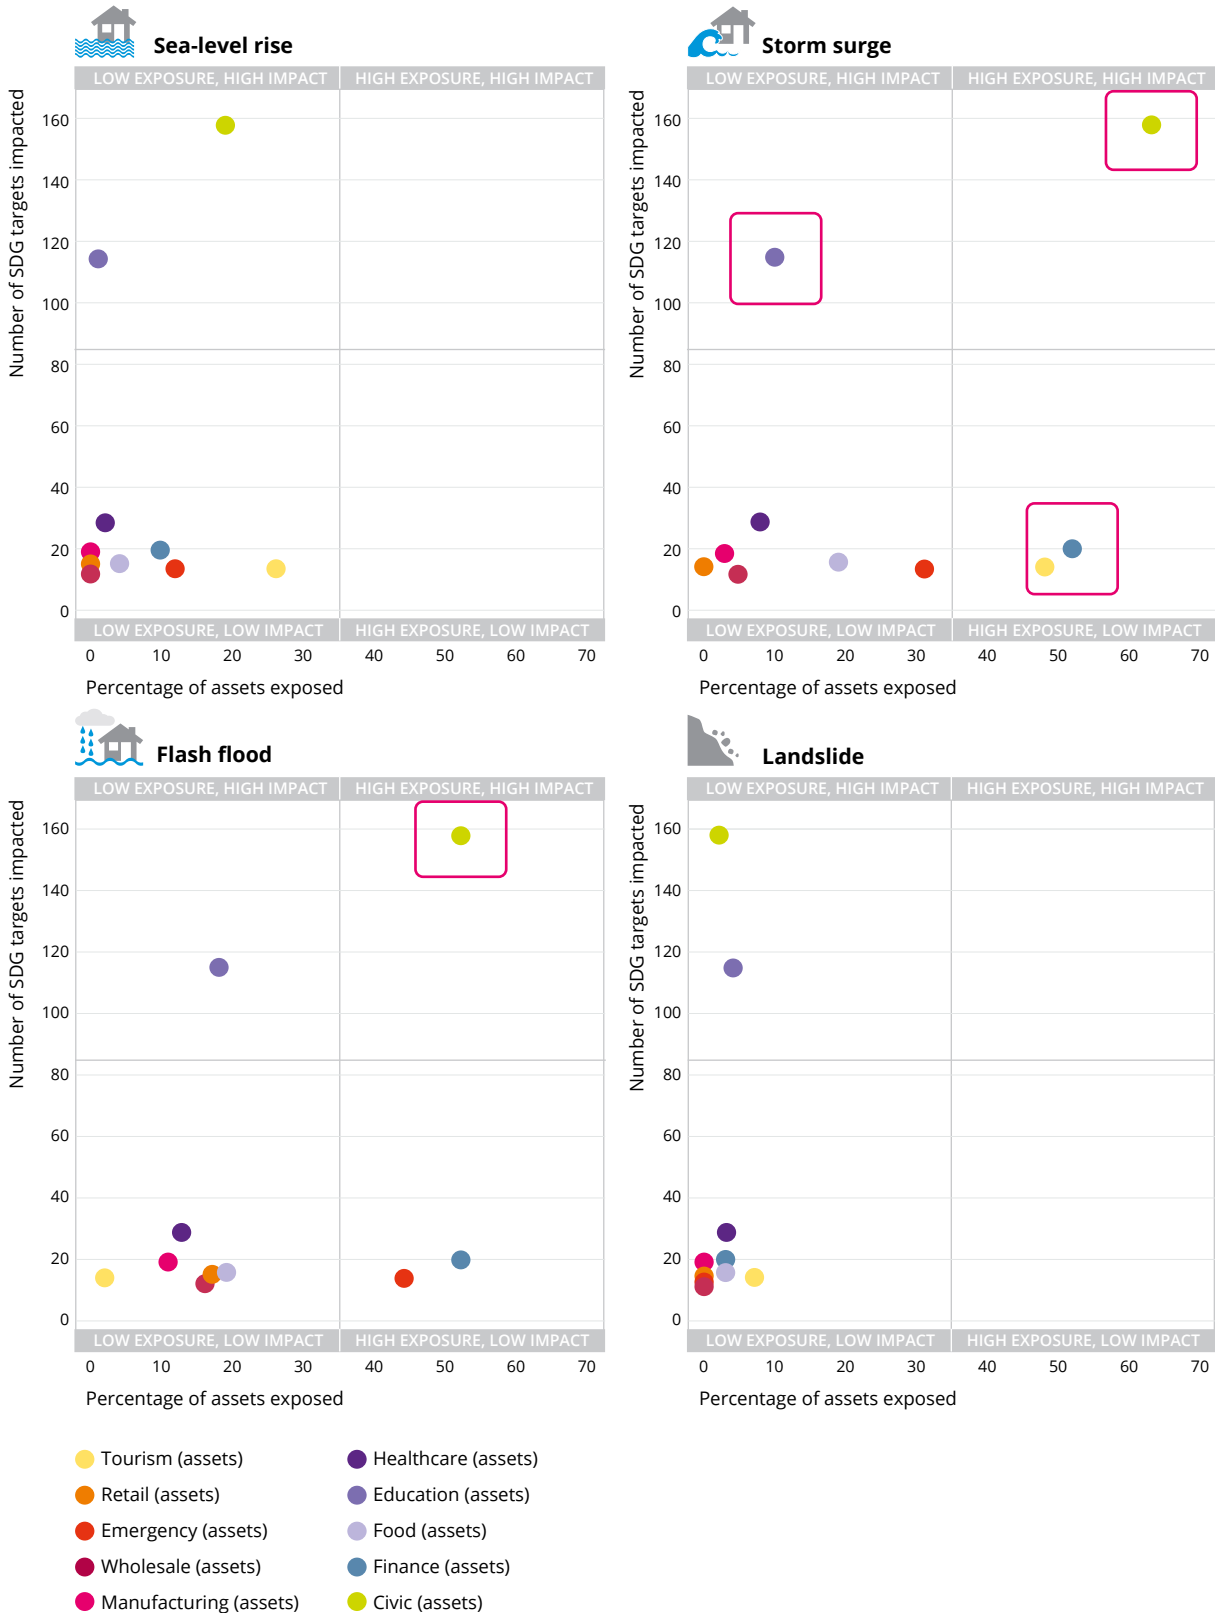 Sea-level rise
LOW EXPOSURE, HIGH IMPACT
HIGH EXPOSURE, HIGH IMPACT
Number of SDG targets impacted
160
140
120
100
80
60
40
20
0
LOW EXPOSURE, LOW IMPACT
HIGH EXPOSURE, LOW IMPACT
0 10 20 30 40 50 60 70
Percentage of assets exposed
Storm surge
LOW EXPOSURE, HIGH IMPACT
HIGH EXPOSURE, HIGH IMPACT
Number of SDG targets impacted
160
140
120
100
80
60
40
20
0
LOW EXPOSURE, LOW IMPACT
HIGH EXPOSURE, LOW IMPACT
0 10 20 30 40 50 60 70
Percentage of assets exposed
Flash flood
LOW EXPOSURE, HIGH IMPACT
HIGH EXPOSURE, HIGH IMPACT
Number of SDG targets impacted
160
140
120
100
80
60
40
20
0
LOW EXPOSURE, LOW IMPACT
HIGH EXPOSURE, LOW IMPACT
0 10 20 30 40 50 60 70
Percentage of assets exposed
Landslide
LOW EXPOSURE, HIGH IMPACT
HIGH EXPOSURE, HIGH IMPACT
Number of SDG targets impacted
160
140
120
100
80
60
40
20
0
LOW EXPOSURE, LOW IMPACT
HIGH EXPOSURE, LOW IMPACT
0 10 20 30 40 50 60 70
Percentage of assets exposed
Tourism (assets)
Retail (assets)
Emergency (assets)
Wholesale (assets)
Manufacturing (assets)
Healthcare (assets)
Education (assets)
Food (assets)
Finance (assets)
Civic (assets)